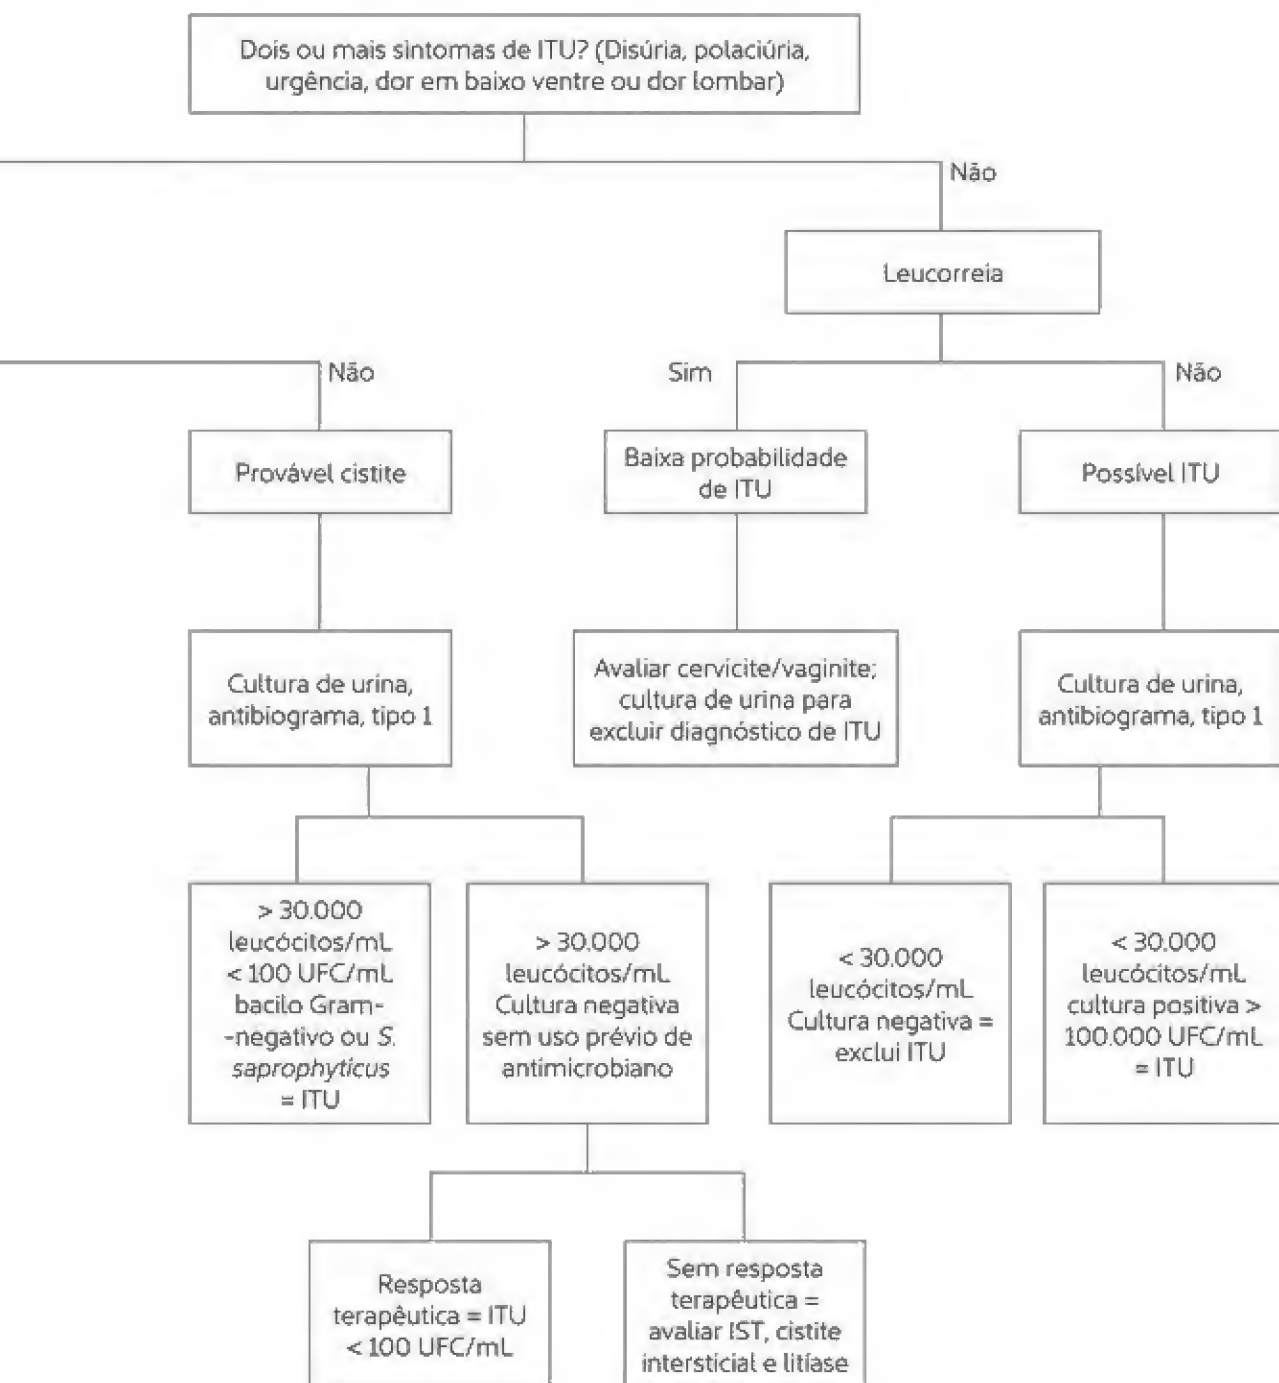 Dois ou mais sintomas de ITU? (Disúria, polaciúria,
urgência, dor em baixo ventre ou dor lombar)
Não
Leucorreia
Não
Sim
Não
Provável cistite
Baixa probabilidade
de ITU
Possível ITU
Cultura de urina,
antibiograma, tipo 1
Avaliar cervicite/vaginite;
cultura de urina para
excluir diagnóstico de ITU
Cultura de urina,
antibiograma, tipo 1
> 30.000
leucócitos/mL
< 100 UFC/mL
bacilo Gram-
-negativo ou S.
saprophyticus
= ITU
> 30.000
leucócitos/mL
Cultura negativa
sem uso prévio de
antimicrobiano
< 30.000
leucócitos/mL
Cultura negativa =
exclui ITU
< 30.000
leucócitos/mL
cultura positiva >
100.000 UFC/mL
= ITU
Resposta
terapêutica = ITU
< 100 UFC/mL
Sem resposta
terapêutica =
avaliar IST, cistite
intersticial e litíase